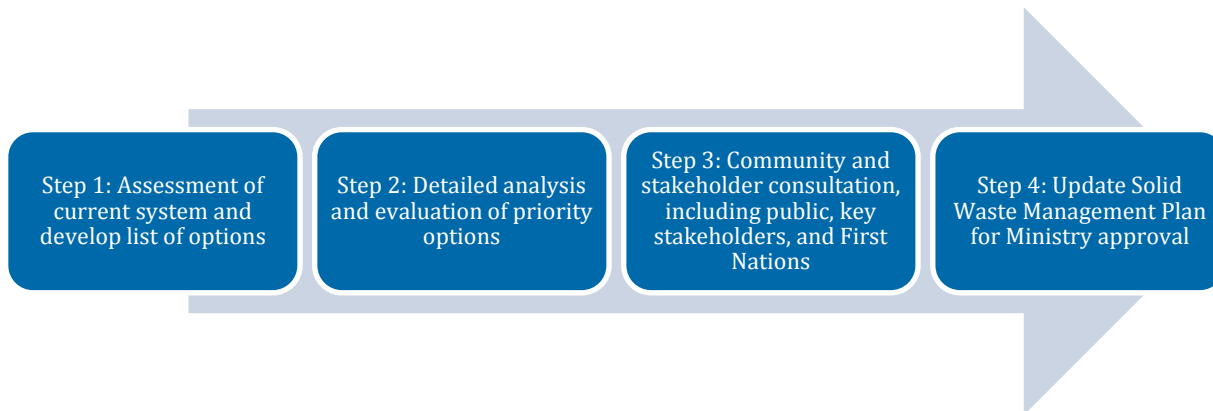 Step 1: Assessment of
current system and
develop list of options
Step 2: Detailed analysis
and evaluation of priority
options
Step 3: Community and
stakeholder consultation,
including public, key
stakeholders, and First
Nations
Step 4: Update Solid
Waste Management Plan
for Ministry approval